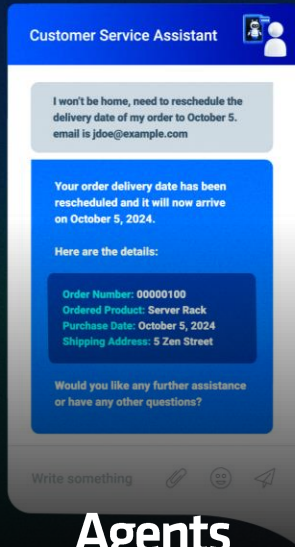 Customer Service Assistant
I won't be home, need to reschedule the
delivery date of my order to October 5.
email is jdoe@example.com
Your order delivery date has been
rescheduled and it will now arrive
on October 5, 2024.
Here are the details:
Order Number: 00000100
Ordered Product: Server Rack
Purchase Date: October 5, 2024
Shipping Address: 5 Zen Street
Would you like any further assistance
or have any other questions?
Write something
Agents